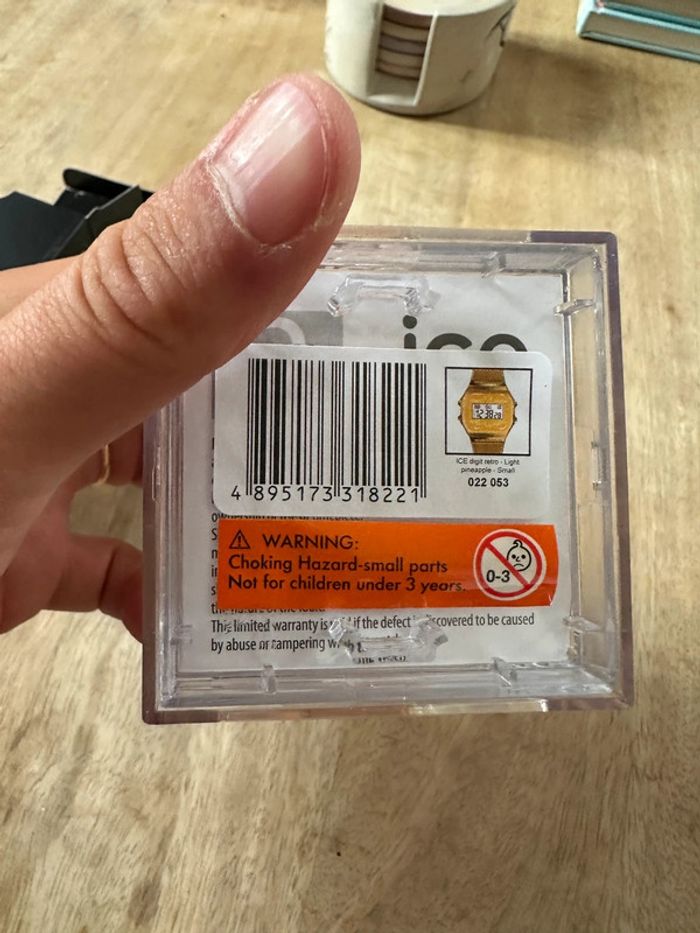 ice
4 895173 318221
12:38
ICE digit retro - Light
pineapple - Small
022 053
WARNING:
Choking Hazard-small parts
Not for children under 3 years.
0-3
This limited warranty is if the defect covered to be caused
by abuse or tampering